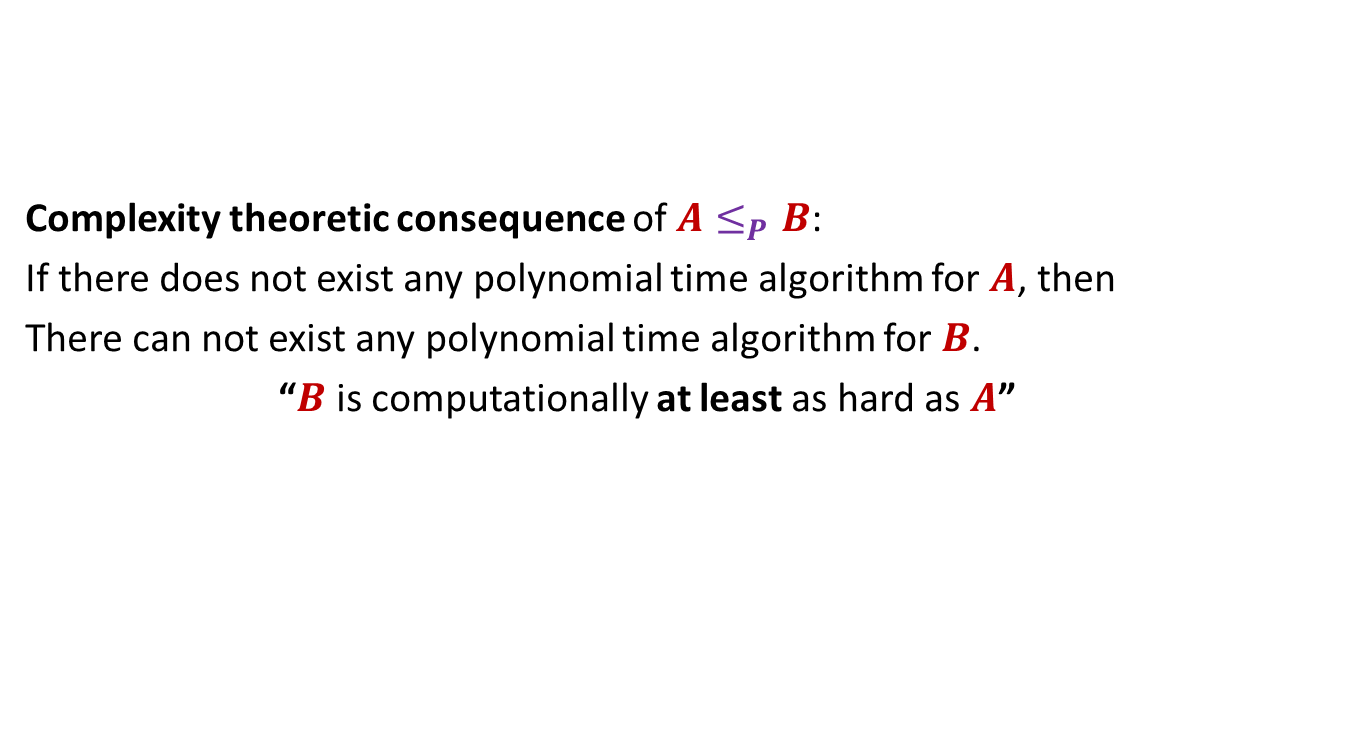 Complexity theoretic consequence of A ≤P B:
If there does not exist any polynomial time algorithm for A, then
There can not exist any polynomial time algorithm for B.
“B is computationally at least as hard as A”